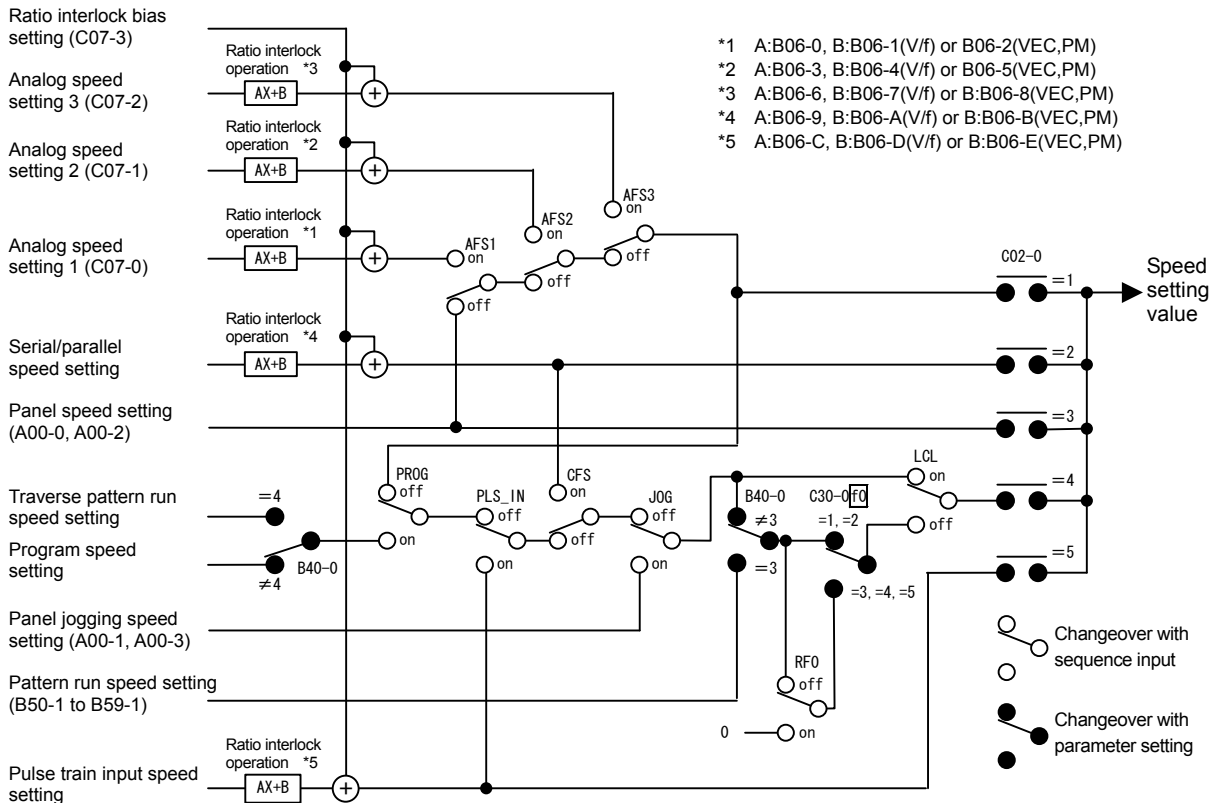 Ratio interlock bias
setting (C07-3)
Ratio interlock
operation *3
Analog speed
setting 3 (C07-2)
AX+B
+
Ratio interlock
operation *2
Analog speed
setting 2 (C07-1)
AX+B
+
Ratio interlock
operation *1
Analog speed
setting 1 (C07-0)
AX+B
+
Ratio interlock
operation *4
Serial/parallel
speed setting
AX+B
+
*1 A:B06-0, B:B06-1(V/f) or B06-2(VEC,PM)
*2 A:B06-3, B:B06-4(V/f) or B06-5(VEC,PM)
*3 A:B06-6, B:B06-7(V/f) or B:B06-8(VEC,PM)
*4 A:B06-9, B:B06-A(V/f) or B:B06-B(VEC,PM)
*5 A:B06-C, B:B06-D(V/f) or B:B06-E(VEC,PM)
AFS3
on
off
AFS2
on
off
AFS1
on
off
C02-0
=1
=2
=3
=4
=5
Speed
setting
value
Panel speed setting
(A00-0, A00-2)
Traverse pattern run
speed setting
=4
Program speed
setting
≠4
B40-0
PROG
off
on
PLS_IN
off
on
CFS
on
off
JOG
off
on
B40-0
≠3
=3
C30-0f0
=1, =2
=3, =4, =5
LCL
on
off
RF0
off
0
on
Panel jogging speed
setting (A00-1, A00-3)
Pattern run speed setting
(B50-1 to B59-1)
Ratio interlock
operation *5
Pulse train input speed
setting
AX+B
+
Changeover with
sequence input
Changeover with
parameter setting